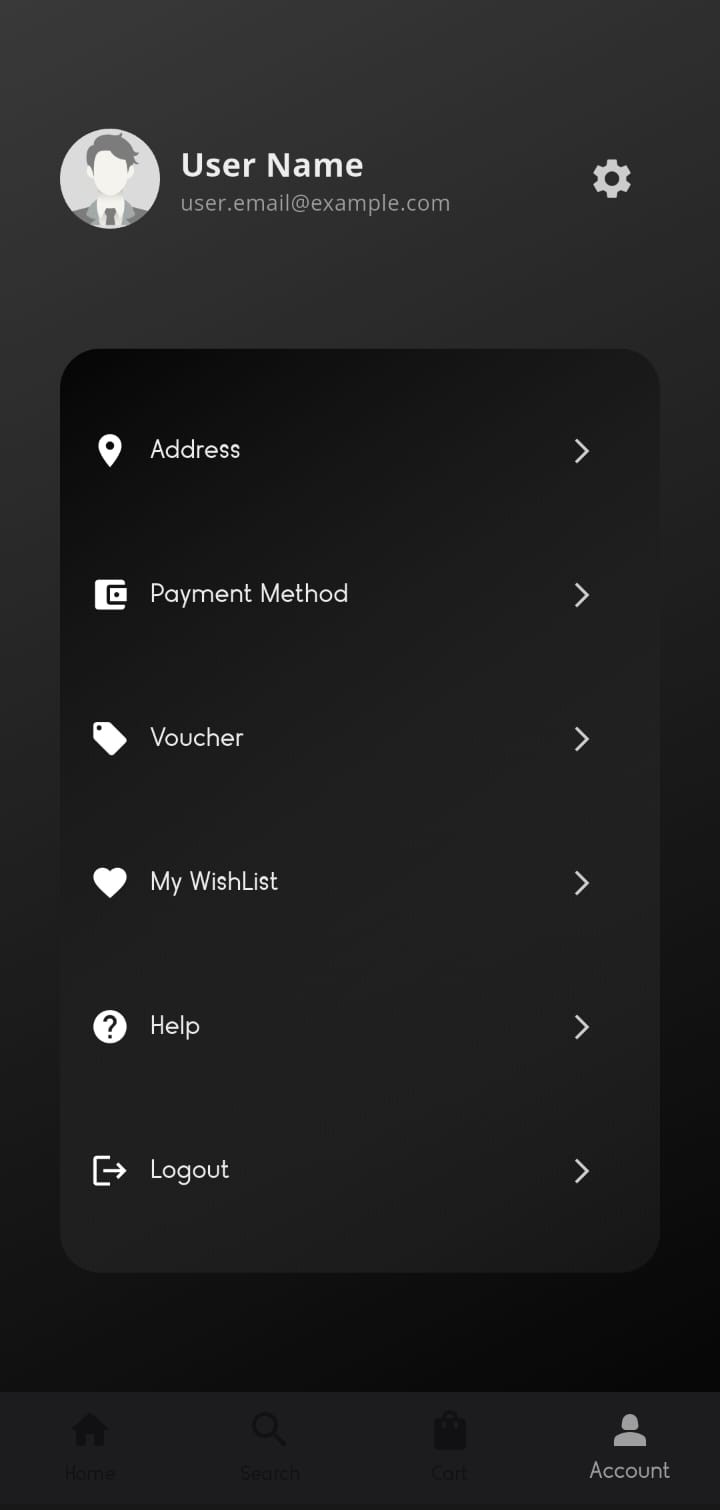 User Name
user.email@example.com
Address
Payment Method
Voucher
My WishList
Help
Logout
Home
Search
Cart
Account